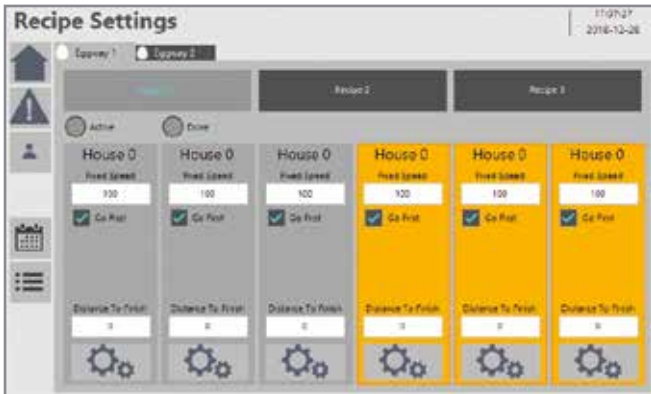 Recipe Settings
11:07:27
2018-12-28
Eggway 1
Eggway 2
Recipe 2
Recipe 3
Active
Done
House 0
House 0
House 0
House 0
House 0
House 0
Fixed Speed
Fixed Speed
Fixed Speed
Fixed Speed
Fixed Speed
Fixed Speed
100
100
100
100
100
100
Go First
Go First
Go First
Go First
Go First
Go First
Distance To Finish
Distance To Finish
Distance To Finish
Distance To Finish
Distance To Finish
Distance To Finish
0
0
0
0
0
0